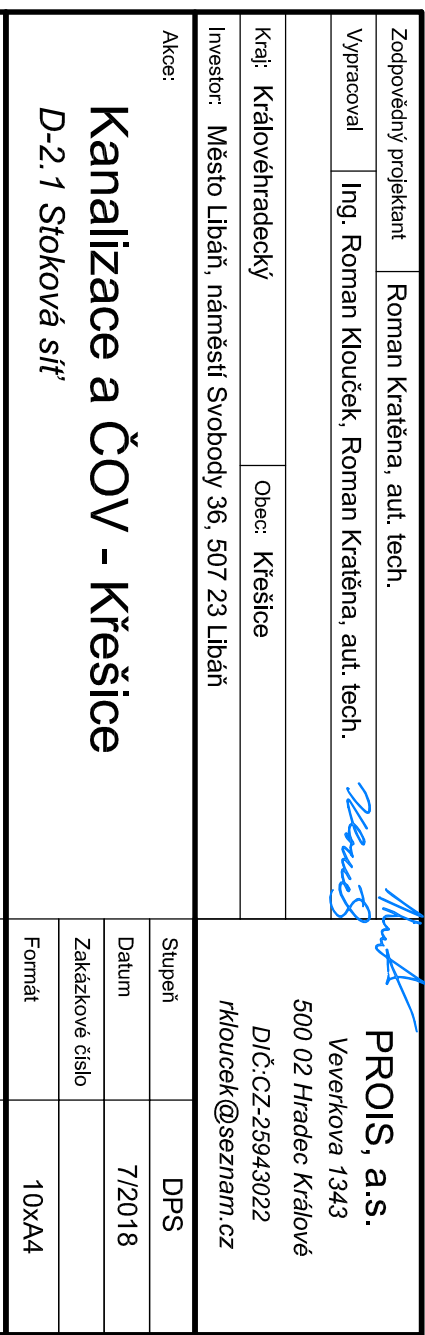 Zodpovědný projektant Roman Kratěna, aut. tech.
Vypracoval Ing. Roman Klouček, Roman Kratěna, aut. tech.
Kraj: Královéhradecký Obec: Křešice
Investor: Město Libáň, náměstí Svobody 36, 507 23 Libáň
PROIS, a.s.
Veverkova 1343
500 02 Hradec Králové
DIČ:CZ-25943022
rkloucek@seznam.cz
Akce:
Kanalizace a ČOV - Křešice
D-2.1 Stoková síť
Stupeň DPS
Datum 7/2018
Zakázkové číslo
Formát 10xA4